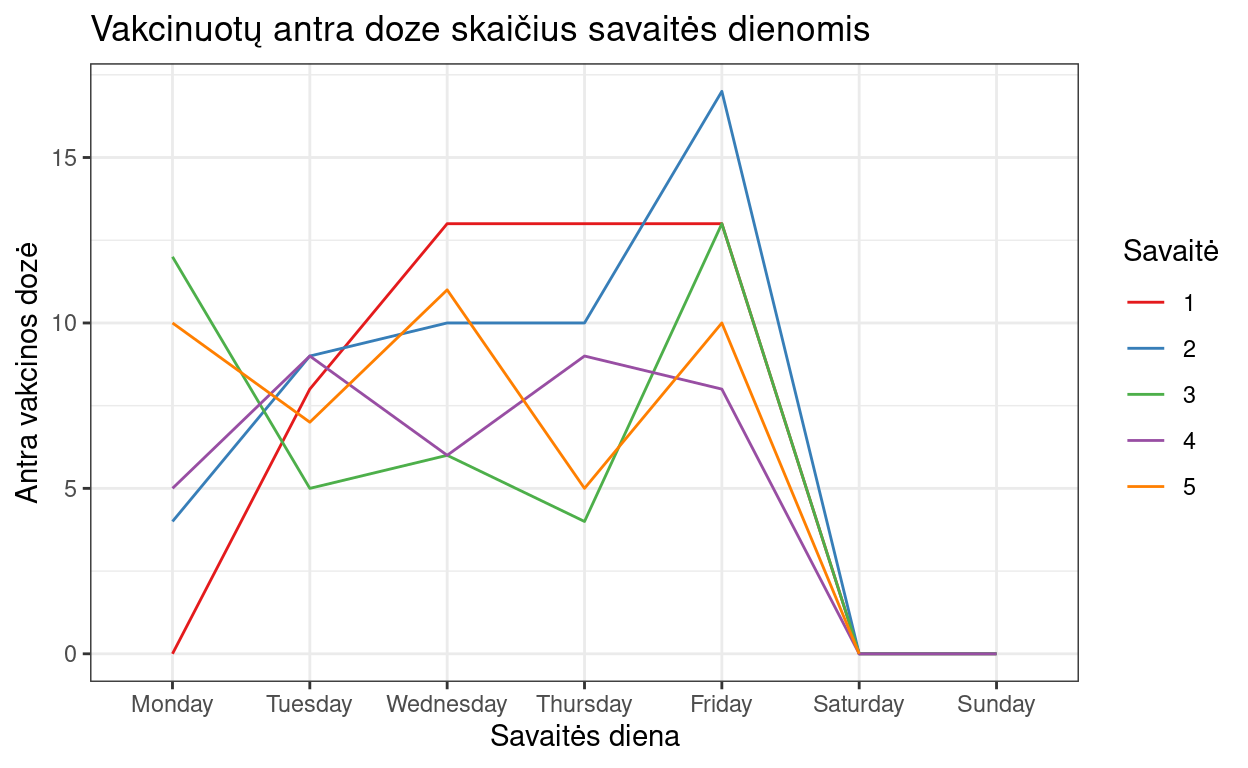 Vakcinuotų antra doze skaičius savaitės dienomis
Antra vakcinos dozė
15
10
5
0
Monday
Tuesday
Wednesday
Thursday
Friday
Saturday
Sunday
Savaitės diena
Savaitė
1
2
3
4
5